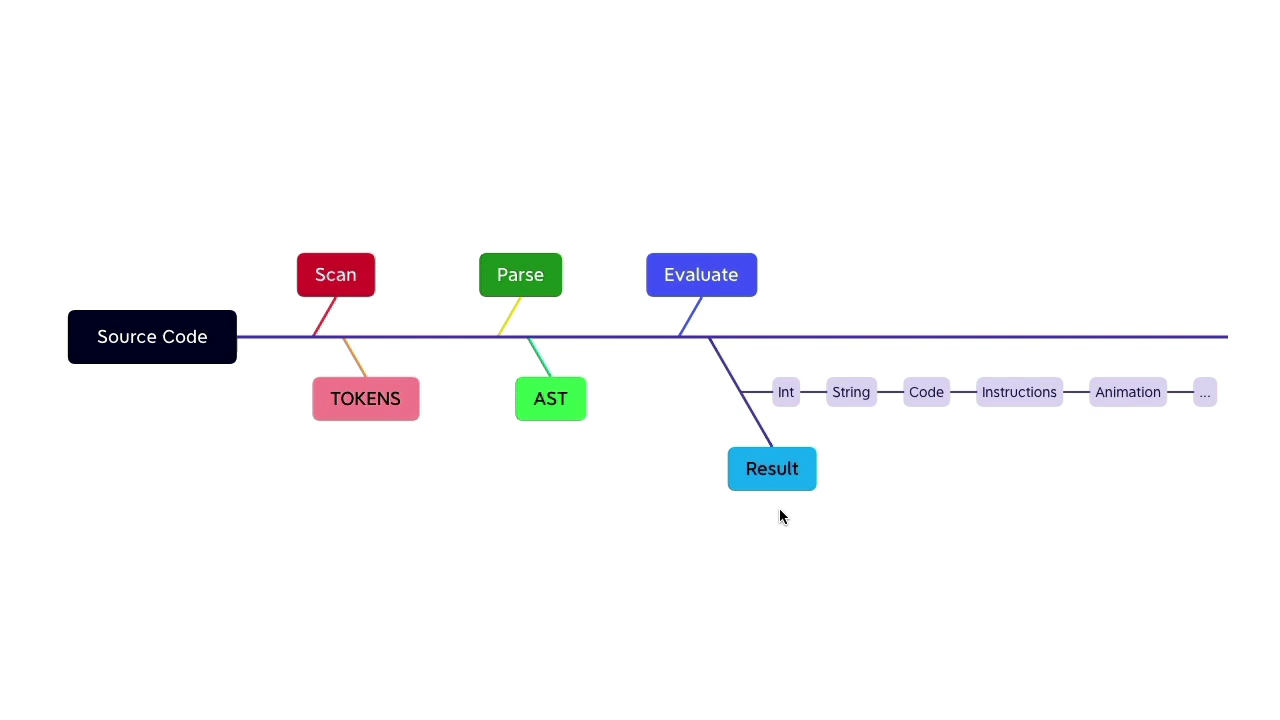 Scan
Parse
Evaluate
Source Code
TOKENS
AST
Int
String
Code
Instructions
Animation
...
Result